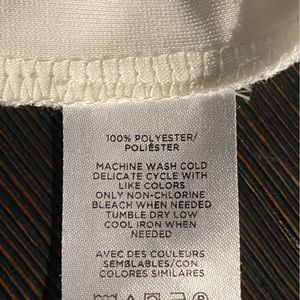 100% POLYESTER/
POLIÉSTER
MACHINE WASH COLD
DELICATE CYCLE WITH
LIKE COLORS
ONLY NON-CHLORINE
BLEACH WHEN NEEDED
TUMBLE DRY LOW
COOL IRON WHEN
NEEDED
AVEC DES COULEURS
SEMBLABLES/CON
COLORES SIMILARES